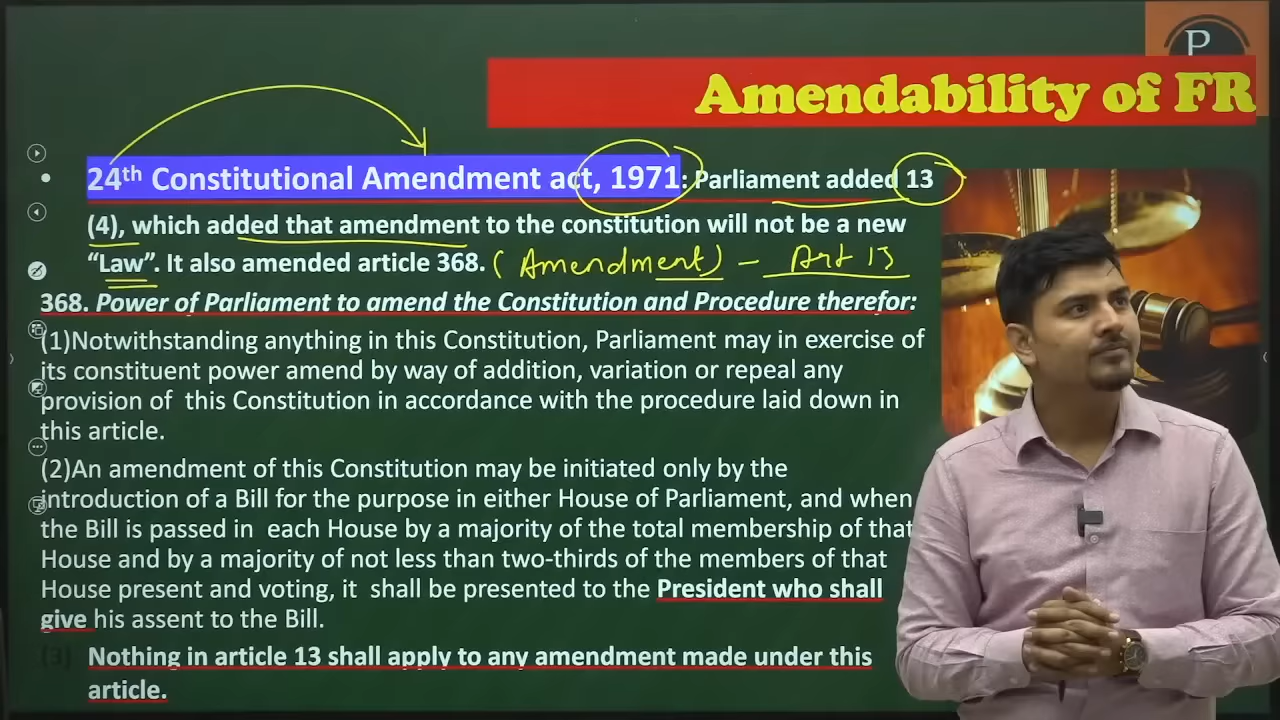 P
Amendability of FR
24th Constitutional Amendment act, 1971: Parliament added 13
(4), which added that amendment to the constitution will not be a new
“Law”. It also amended article 368. (Amendment) - Art 13
368. Power of Parliament to amend the Constitution and Procedure therefor:
(1)Notwithstanding anything in this Constitution, Parliament may in exercise of
its constituent power amend by way of addition, variation or repeal any
provision of this Constitution in accordance with the procedure laid down in
this article.
(2)An amendment of this Constitution may be initiated only by the
introduction of a Bill for the purpose in either House of Parliament, and when
the Bill is passed in each House by a majority of the total membership of that
House and by a majority of not less than two-thirds of the members of that
House present and voting, it shall be presented to the President who shall
give his assent to the Bill.
(3) Nothing in article 13 shall apply to any amendment made under this
article.